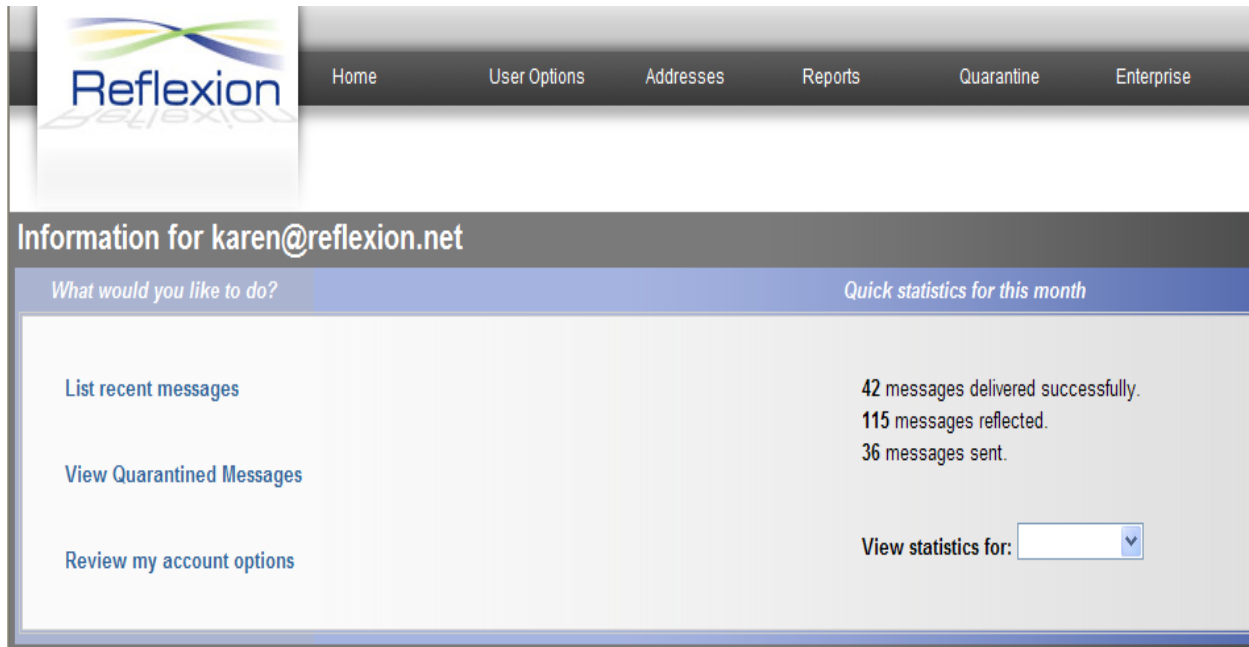 Reflexion
Home User Options Addresses Reports Quarantine Enterprise
Information for karen@reflexion.net
What would you like to do? Quick statistics for this month
List recent messages
View Quarantined Messages
Review my account options
42 messages delivered successfully.
115 messages reflected.
36 messages sent.
View statistics for: